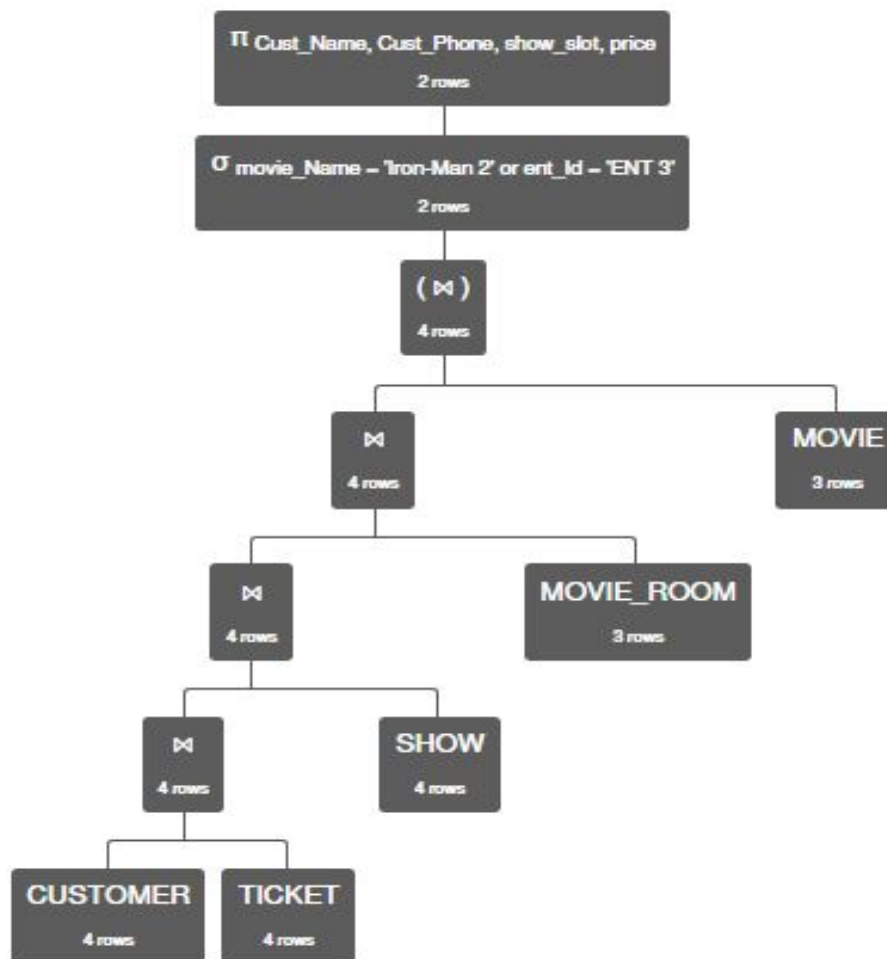 π Cust_Name, Cust_Phone, show_slot, price
2 rows
σ movie_Name = 'Iron-Man 2' or ent_Id = 'ENT 3'
2 rows
( ⋈ )
4 rows
⋈
4 rows
MOVIE
3 rows
⋈
4 rows
MOVIE_ROOM
3 rows
⋈
4 rows
SHOW
4 rows
CUSTOMER
4 rows
TICKET
4 rows